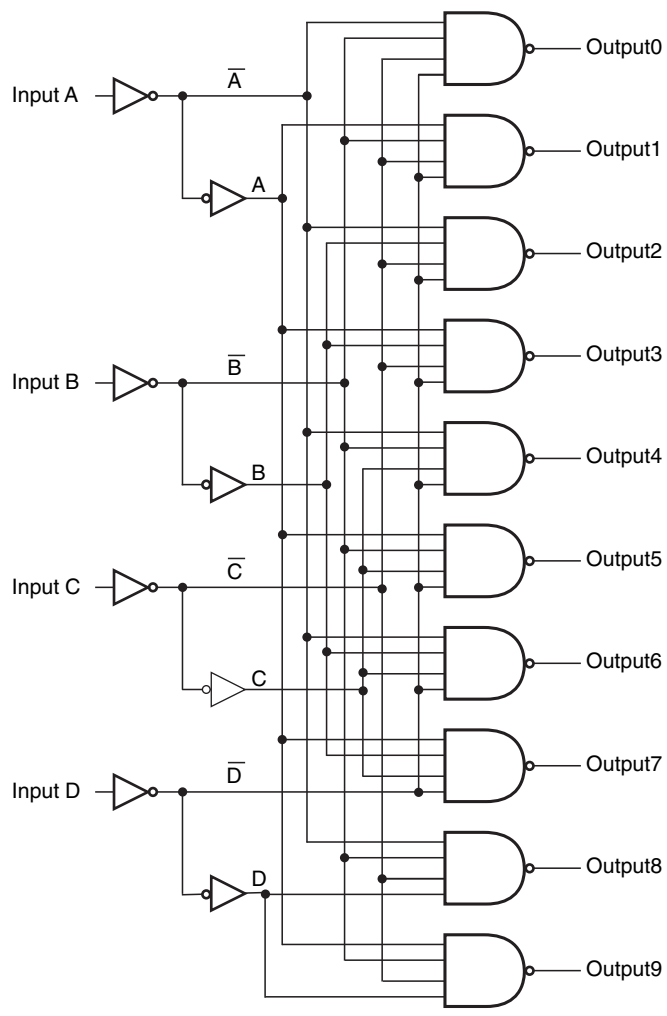 Output0
Input A
A̅
Output1
A
Output2
Output3
Input B
B̅
Output4
B
Output5
Input C
C̅
Output6
C
Output7
Input D
D̅
Output8
D
Output9